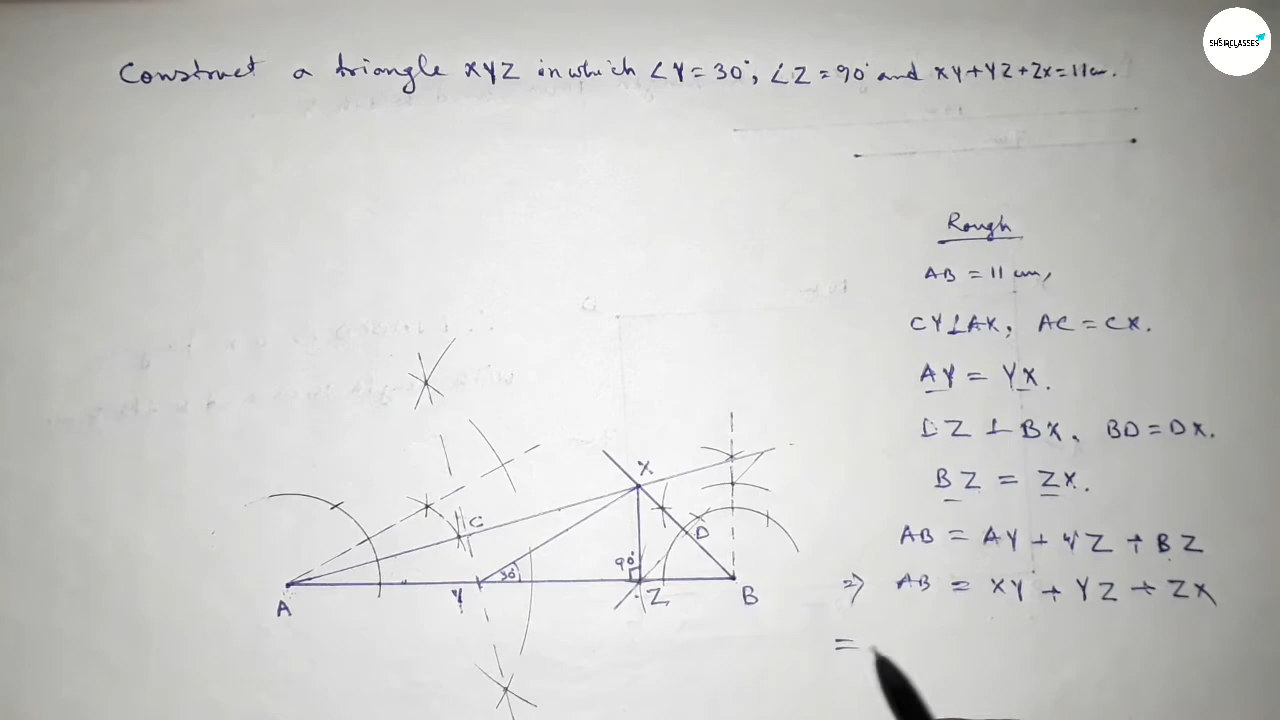 SHSIRCLASSES
Construct a triangle XYZ in which ∠Y = 30°, ∠Z = 90° and XY+YZ+ZX = 11cm.
Rough
AB = 11 cm,
CY⊥AX, AC = CX.
AY = YX.
DZ ⊥ BX, BD = DX.
BZ = ZX.
AB = AY + YZ + BZ
⇒ AB = XY + YZ + ZX
=
X
C
D
90°
30°
A
Y
Z
B